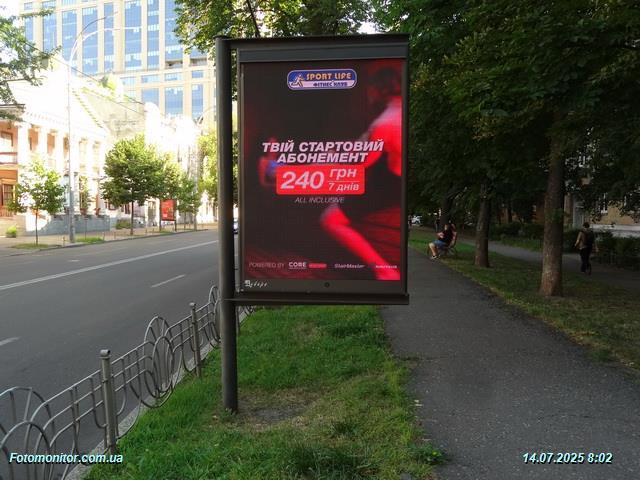 SPORT LIFE
ФІТНЕС КЛУБ
ТВІЙ СТАРТОВИЙ
АБОНЕМЕНТ
240 грн
7 днів
ALL INCLUSIVE
POWERED BY CORE StairMaster
Fotomonitor.com.ua
14.07.2025 8:02